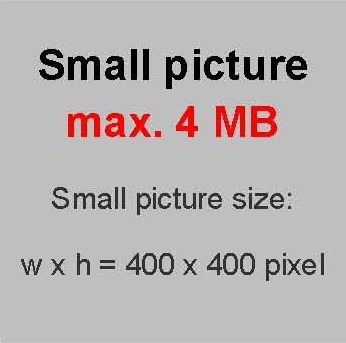 Small picture
max. 4 MB
Small picture size:
w x h = 400 x 400 pixel